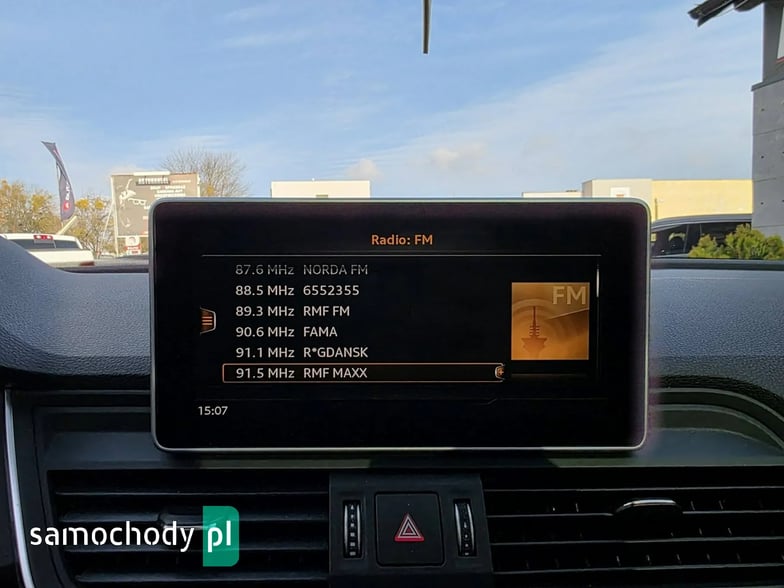 Radio: FM
87.6 MHz NORDA FM
88.5 MHz 6552355
89.3 MHz RMF FM
90.6 MHz FAMA
91.1 MHz R*GDANSK
91.5 MHz RMF MAXX
FM
15:07
samochody pl